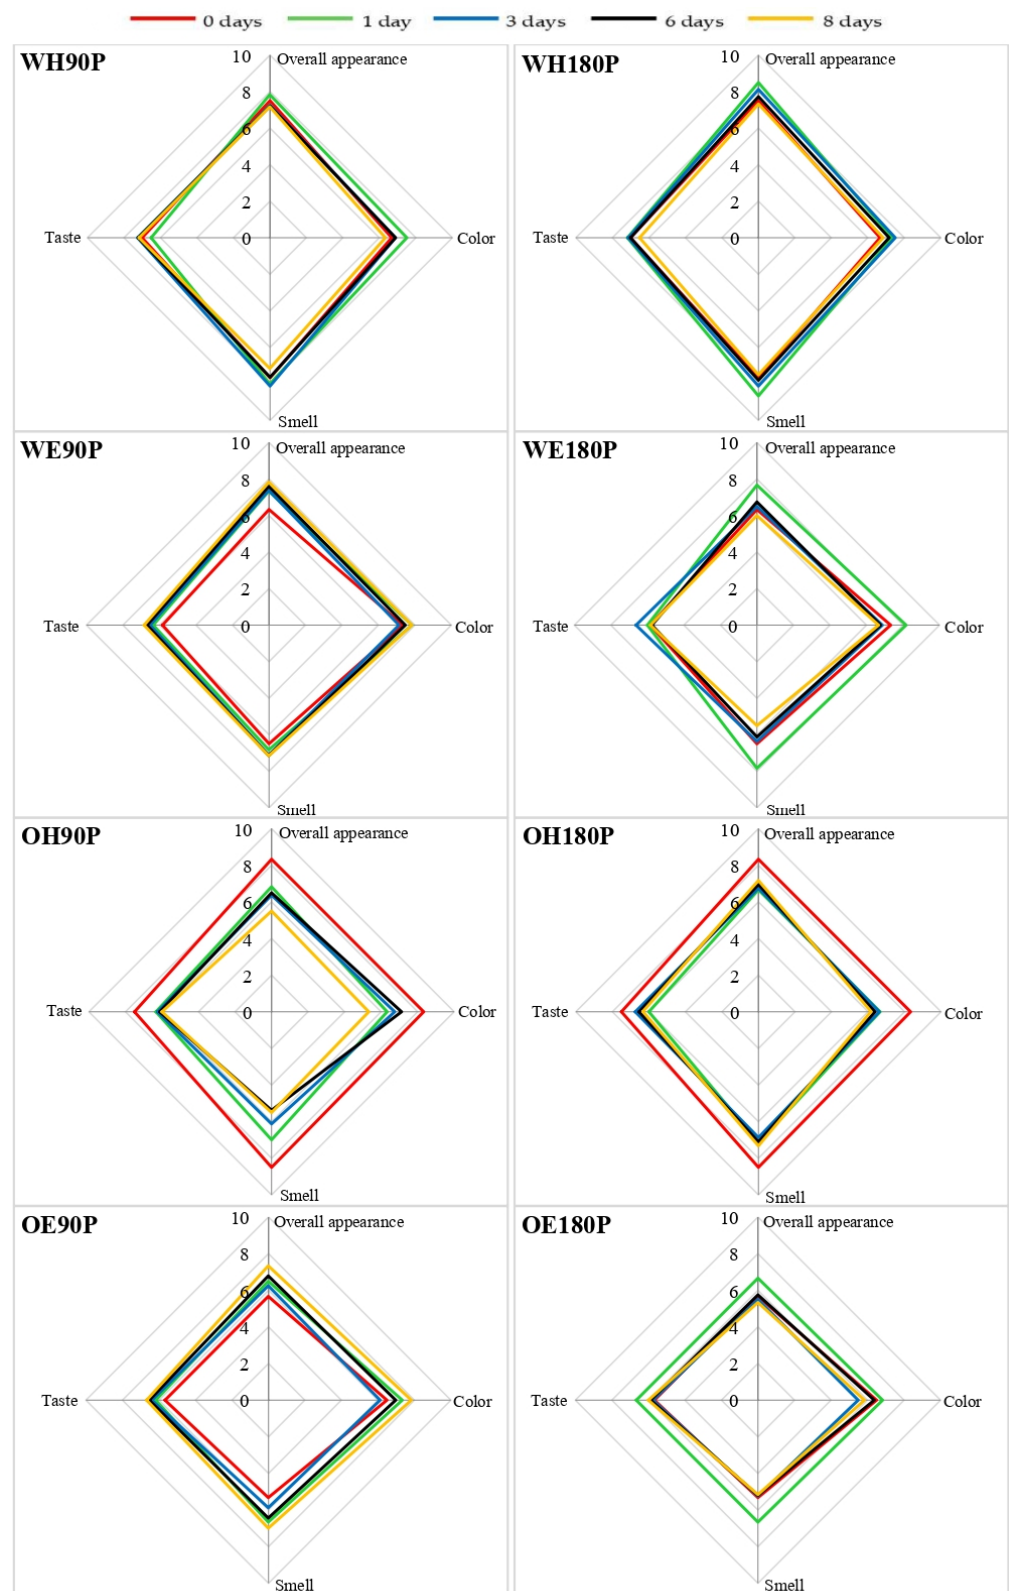 0 days 1 day 3 days 6 days 8 days
WH90P
10 Overall appearance
8
6
4
2
Taste 0 Color
Smell
WH180P
10 Overall appearance
8
6
4
2
Taste 0 Color
Smell
WE90P
10 Overall appearance
8
6
4
2
Taste 0 Color
Smell
WE180P
10 Overall appearance
8
6
4
2
Taste 0 Color
Smell
OH90P
10 Overall appearance
8
6
4
2
Taste 0 Color
Smell
OH180P
10 Overall appearance
8
6
4
2
Taste 0 Color
Smell
OE90P
10 Overall appearance
8
6
4
2
Taste 0 Color
Smell
OE180P
10 Overall appearance
8
6
4
2
Taste 0 Color
Smell